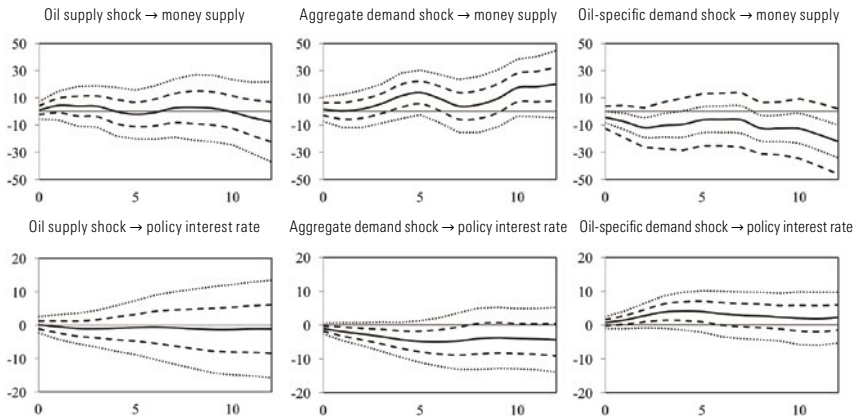 Oil supply shock → money supply
Aggregate demand shock → money supply
Oil-specific demand shock → money supply
50
30
10
-10
-30
-50
0 5 10
50
30
10
-10
-30
-50
0 5 10
50
30
10
-10
-30
-50
0 5 10
Oil supply shock → policy interest rate
Aggregate demand shock → policy interest rate
Oil-specific demand shock → policy interest rate
20
10
0
-10
-20
0 5 10
20
10
0
-10
-20
0 5 10
20
10
0
-10
-20
0 5 10